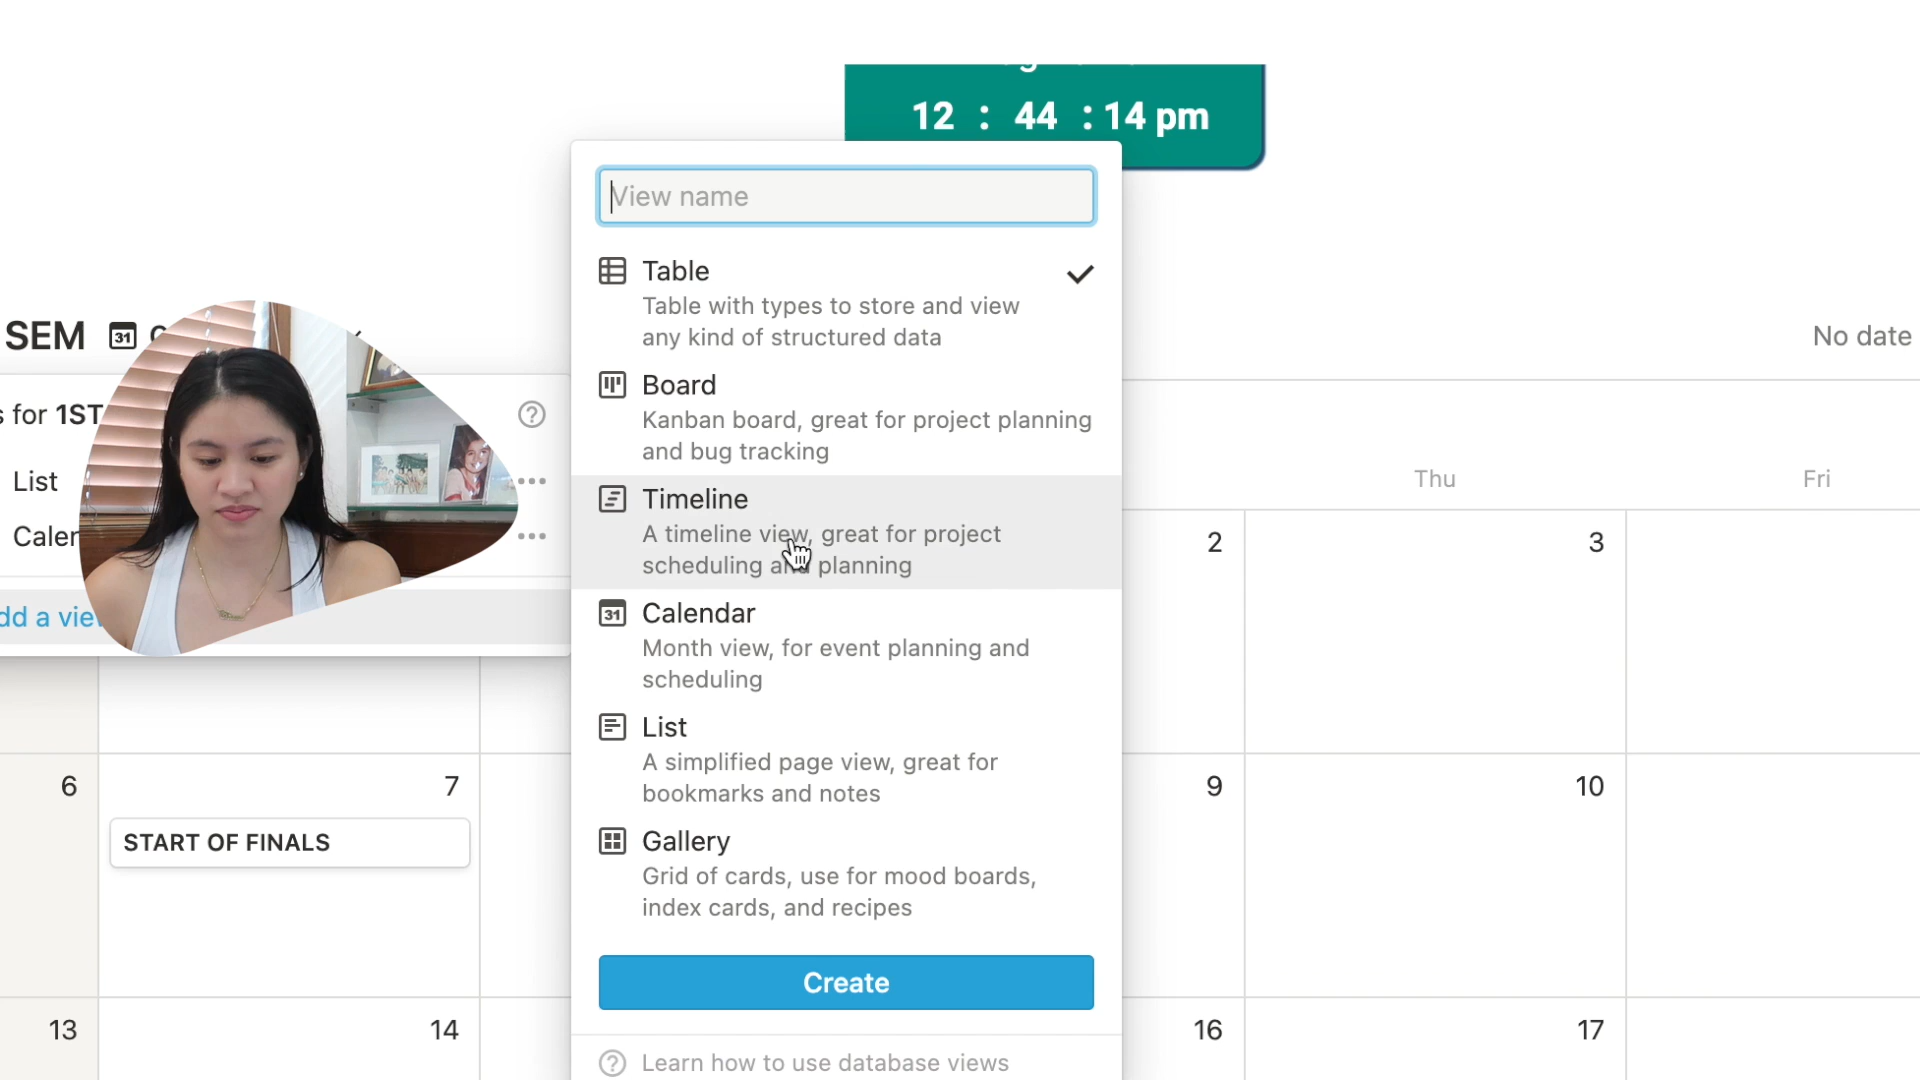 12 : 44 : 14 pm
View name
Table
Table with types to store and view
any kind of structured data
Board
Kanban board, great for project planning
and bug tracking
Timeline
A timeline view, great for project
scheduling and planning
Calendar
Month view, for event planning and
scheduling
List
A simplified page view, great for
bookmarks and notes
Gallery
Grid of cards, use for mood boards,
index cards, and recipes
Create
Learn how to use database views
SEM 31
for 1ST
List
No date
Thu Fri
2 3
6 7 9 10
START OF FINALS
13 14 16 17